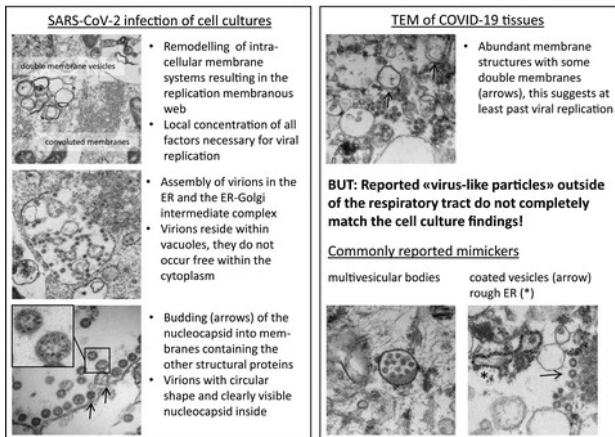 SARS-CoV-2 infection of cell cultures
double membrane vesicles
convoluted membranes
• Remodelling of intra-
cellular membrane
systems resulting in the
replication membranous
web
• Local concentration of all
factors necessary for viral
replication
• Assembly of virions in the
ER and the ER-Golgi
intermediate complex
• Virions reside within
vacuoles, they do not
occur free within the
cytoplasm
• Budding (arrows) of the
nucleocapsid into mem-
branes containing the
other structural proteins
• Virions with circular
shape and clearly visible
nucleocapsid inside
TEM of COVID-19 tissues
• Abundant membrane
structures with some
double membranes
(arrows), this suggests at
least past viral replication
BUT: Reported «virus-like particles» outside
of the respiratory tract do not completely
match the cell culture findings!
Commonly reported mimickers
multivesicular bodies
coated vesicles (arrow)
rough ER (*)
*